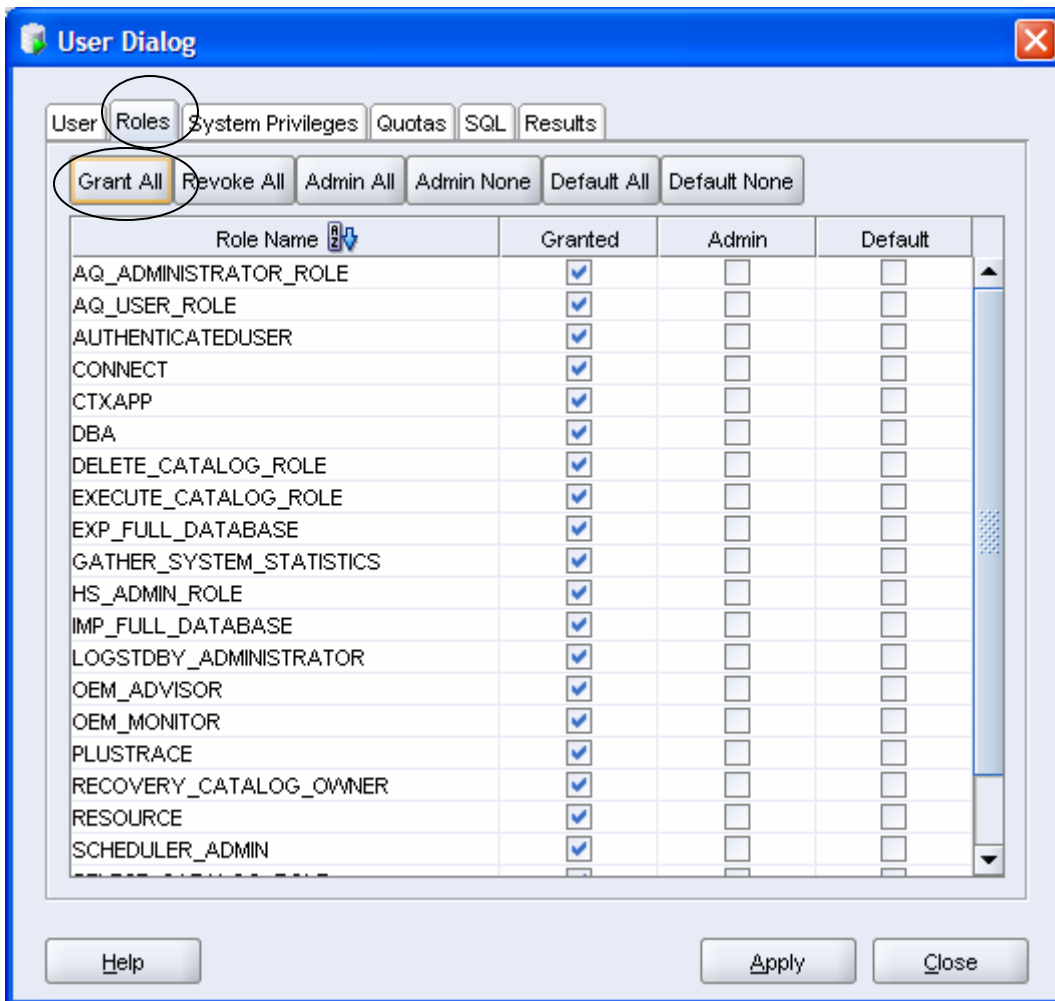 User Dialog
User Roles System Privileges Quotas SQL Results
Grant All Revoke All Admin All Admin None Default All Default None
Role Name Granted Admin Default
AQ_ADMINISTRATOR_ROLE
AQ_USER_ROLE
AUTHENTICATEDUSER
CONNECT
CTXAPP
DBA
DELETE_CATALOG_ROLE
EXECUTE_CATALOG_ROLE
EXP_FULL_DATABASE
GATHER_SYSTEM_STATISTICS
HS_ADMIN_ROLE
IMP_FULL_DATABASE
LOGSTDBY_ADMINISTRATOR
OEM_ADVISOR
OEM_MONITOR
PLUSTRACE
RECOVERY_CATALOG_OWNER
RESOURCE
SCHEDULER_ADMIN
Help Apply Close